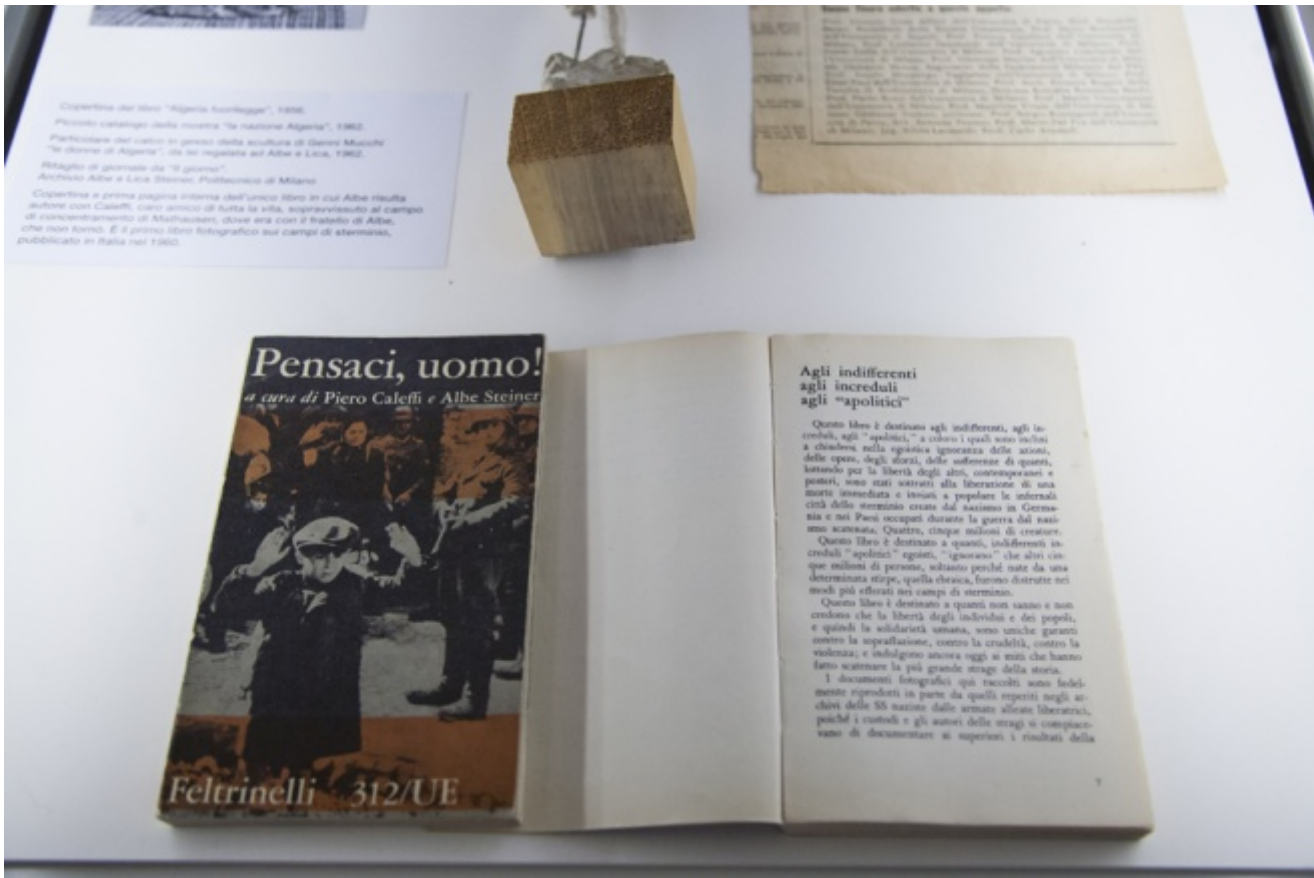 Copertina del libro "Algeria fuorilegge", 1956.
Piccolo catalogo della mostra "la nazione Algeria", 1962.
Particolare del calco in gesso della scultura di Genni Mucchi
"le donne di Algeria", da lei regalata ad Albe e Lica, 1962.
Ritaglio di giornale da "Il giorno".
Archivio Albe e Lica Steiner, Politecnico di Milano
Copertina e prima pagina interna dell'unico libro in cui Albe risulta
autore con Caleffi, caro amico di tutta la vita, sopravvissuto al campo
di concentramento di Mathausen, dove era con il fratello di Albe,
che non tornò. È il primo libro fotografico sui campi di sterminio,
pubblicato in Italia nel 1960.
Pensaci, uomo!
a cura di Piero Caleffi e Albe Steiner
Feltrinelli 312/UE
Agli indifferenti
agli increduli
agli "apolitici"
Questo libro è destinato agli indifferenti, agli in-
creduli, agli "apolitici," a coloro i quali sono inclini
a chiudersi nella egoistica ignoranza delle azioni,
delle opere, degli sforzi, delle sofferenze di quanti,
lottando per la libertà degli altri, contemporanei e
posteri, sono stati sottratti alla liberazione di una
morte immediata e inviati a popolare le infernali
città dello sterminio create dal nazismo in Germa-
nia e nei Paesi occupati durante la guerra dal nazi-
smo scatenata. Quattro, cinque milioni di creature.
Questo libro è destinato a quanti, indifferenti in-
creduli "apolitici" egoisti, "ignorano" che altri cin-
que milioni di persone, soltanto perché nate da una
determinata stirpe, quella ebraica, furono distrutte nei
modi più efferati nei campi di sterminio.
Questo libro è destinato a quanti non sanno e non
credono che la libertà degli individui e dei popoli,
e quindi la solidarietà umana, sono uniche garanti
contro la sopraffazione, contro la crudeltà, contro la
violenza; e indulgono ancora oggi ai miti che hanno
fatto scatenare la più grande strage della storia.
I documenti fotografici qui raccolti sono fedel-
mente riprodotti in parte da quelli reperiti negli ar-
chivi delle SS naziste dalle armate alleate liberatrici,
poiché i custodi e gli autori delle stragi si compiace-
vano di documentare ai superiori i risultati della
7